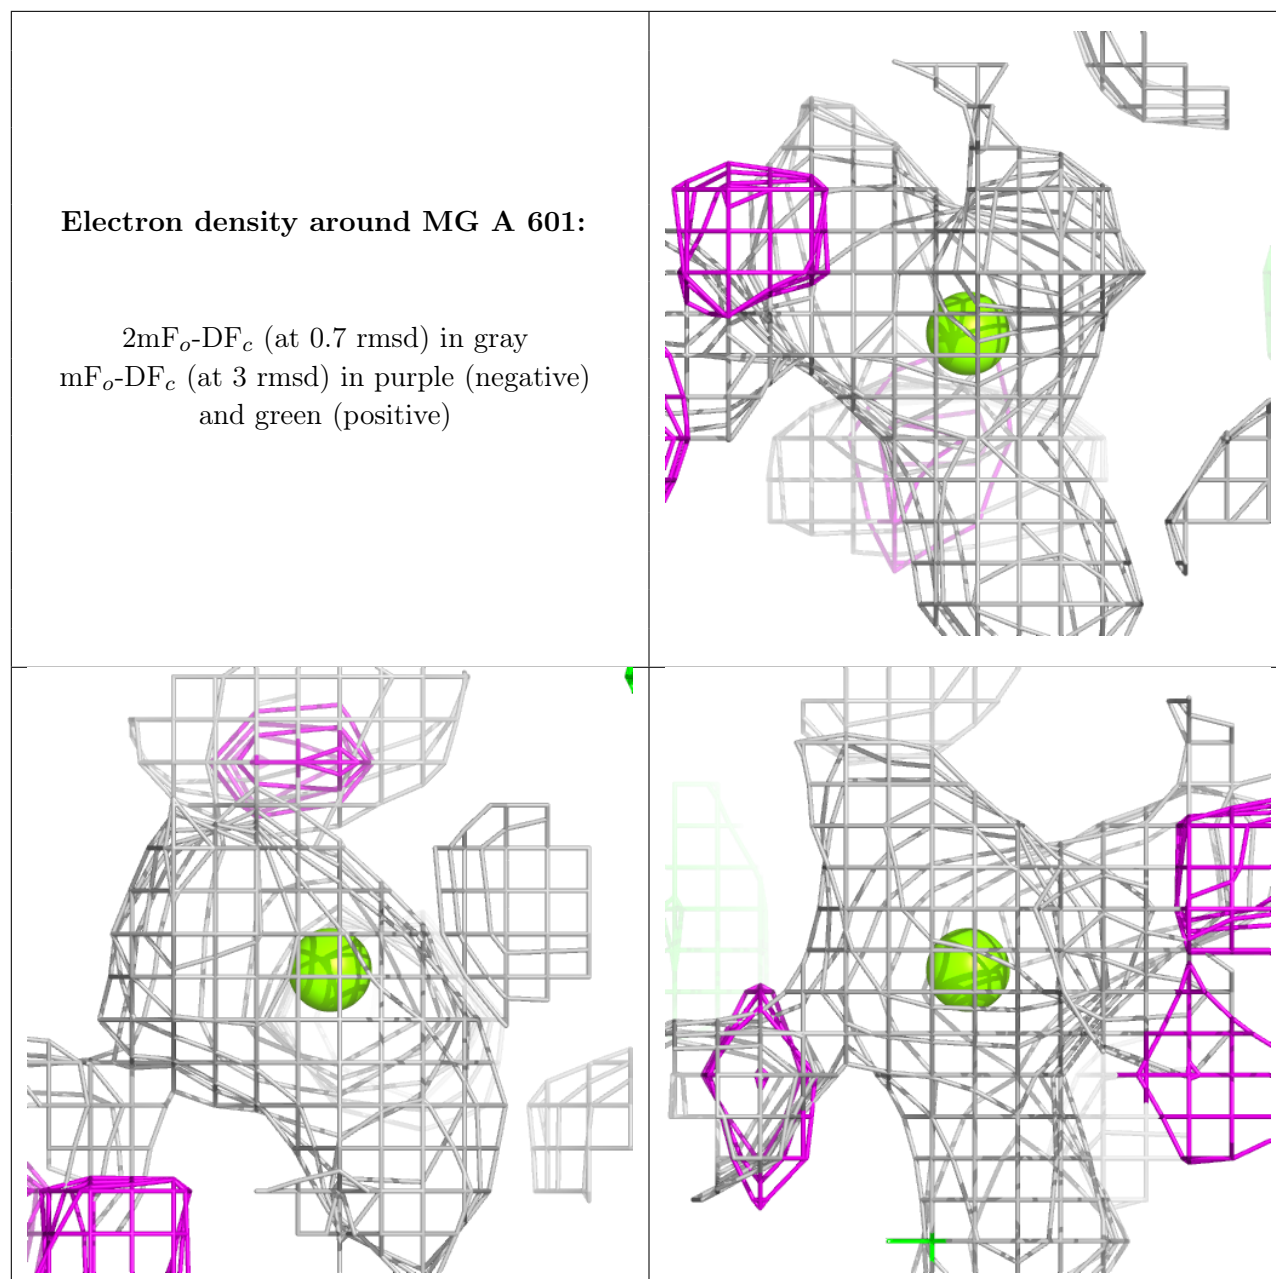 Electron density around MG A 601:
2mFo-DFc (at 0.7 rmsd) in gray
mFo-DFc (at 3 rmsd) in purple (negative)
and green (positive)